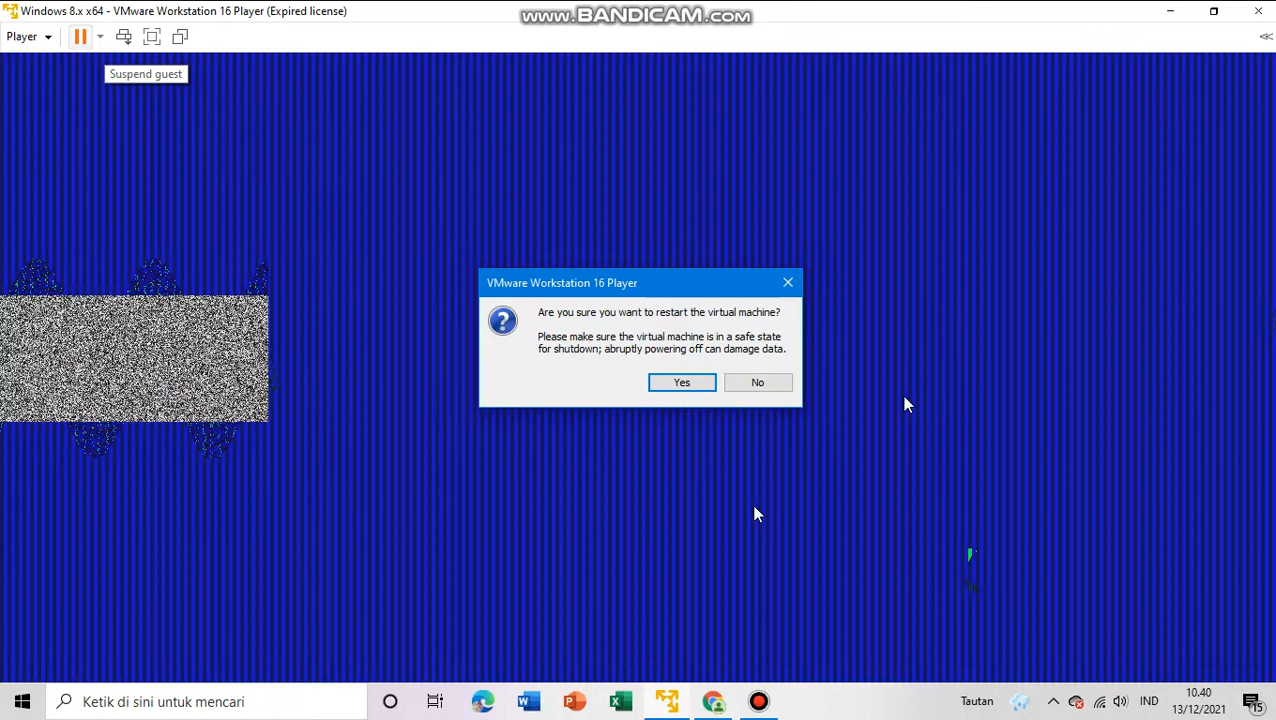 Windows 8.x x64 - VMware Workstation 16 Player (Expired license)
www.BANDICAM.com
Player
Suspend guest
VMware Workstation 16 Player
Are you sure you want to restart the virtual machine?
Please make sure the virtual machine is in a safe state
for shutdown; abruptly powering off can damage data.
Yes
No
Ketik di sini untuk mencari
Tautan
IND
10.40
13/12/2021
15